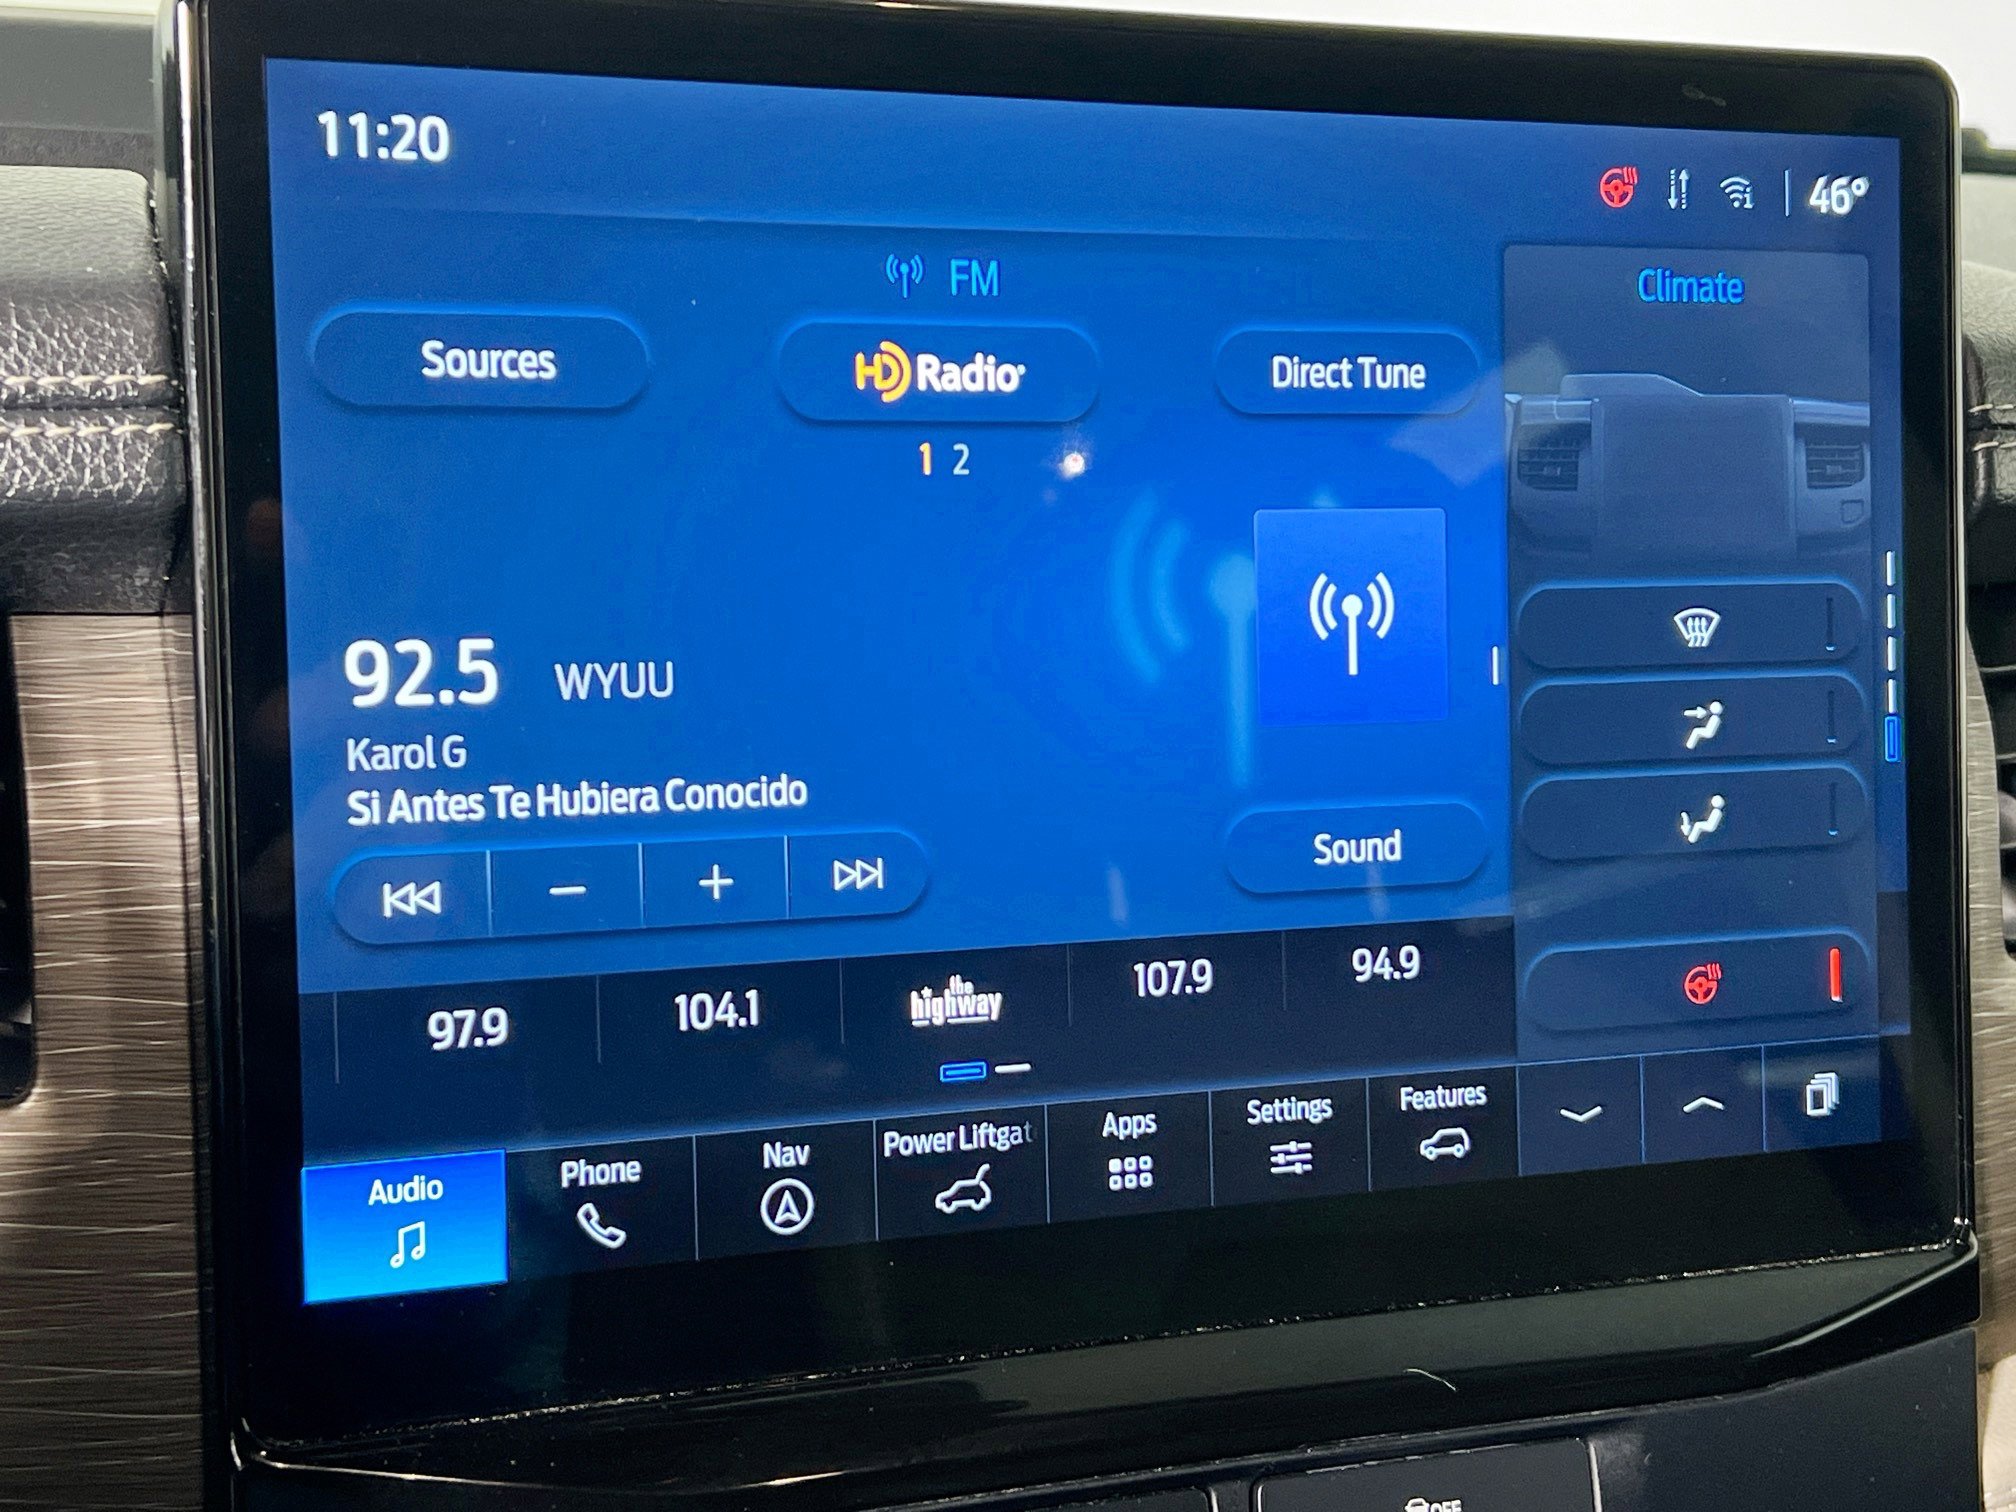 11:20
46°
FM
Climate
Sources
HD Radio
Direct Tune
1 2
92.5 WYUU
Karol G
Si Antes Te Hubiera Conocido
Sound
97.9
104.1
the highway
107.9
94.9
Audio
Phone
Nav
Power Liftgat
Apps
Settings
Features
OFF